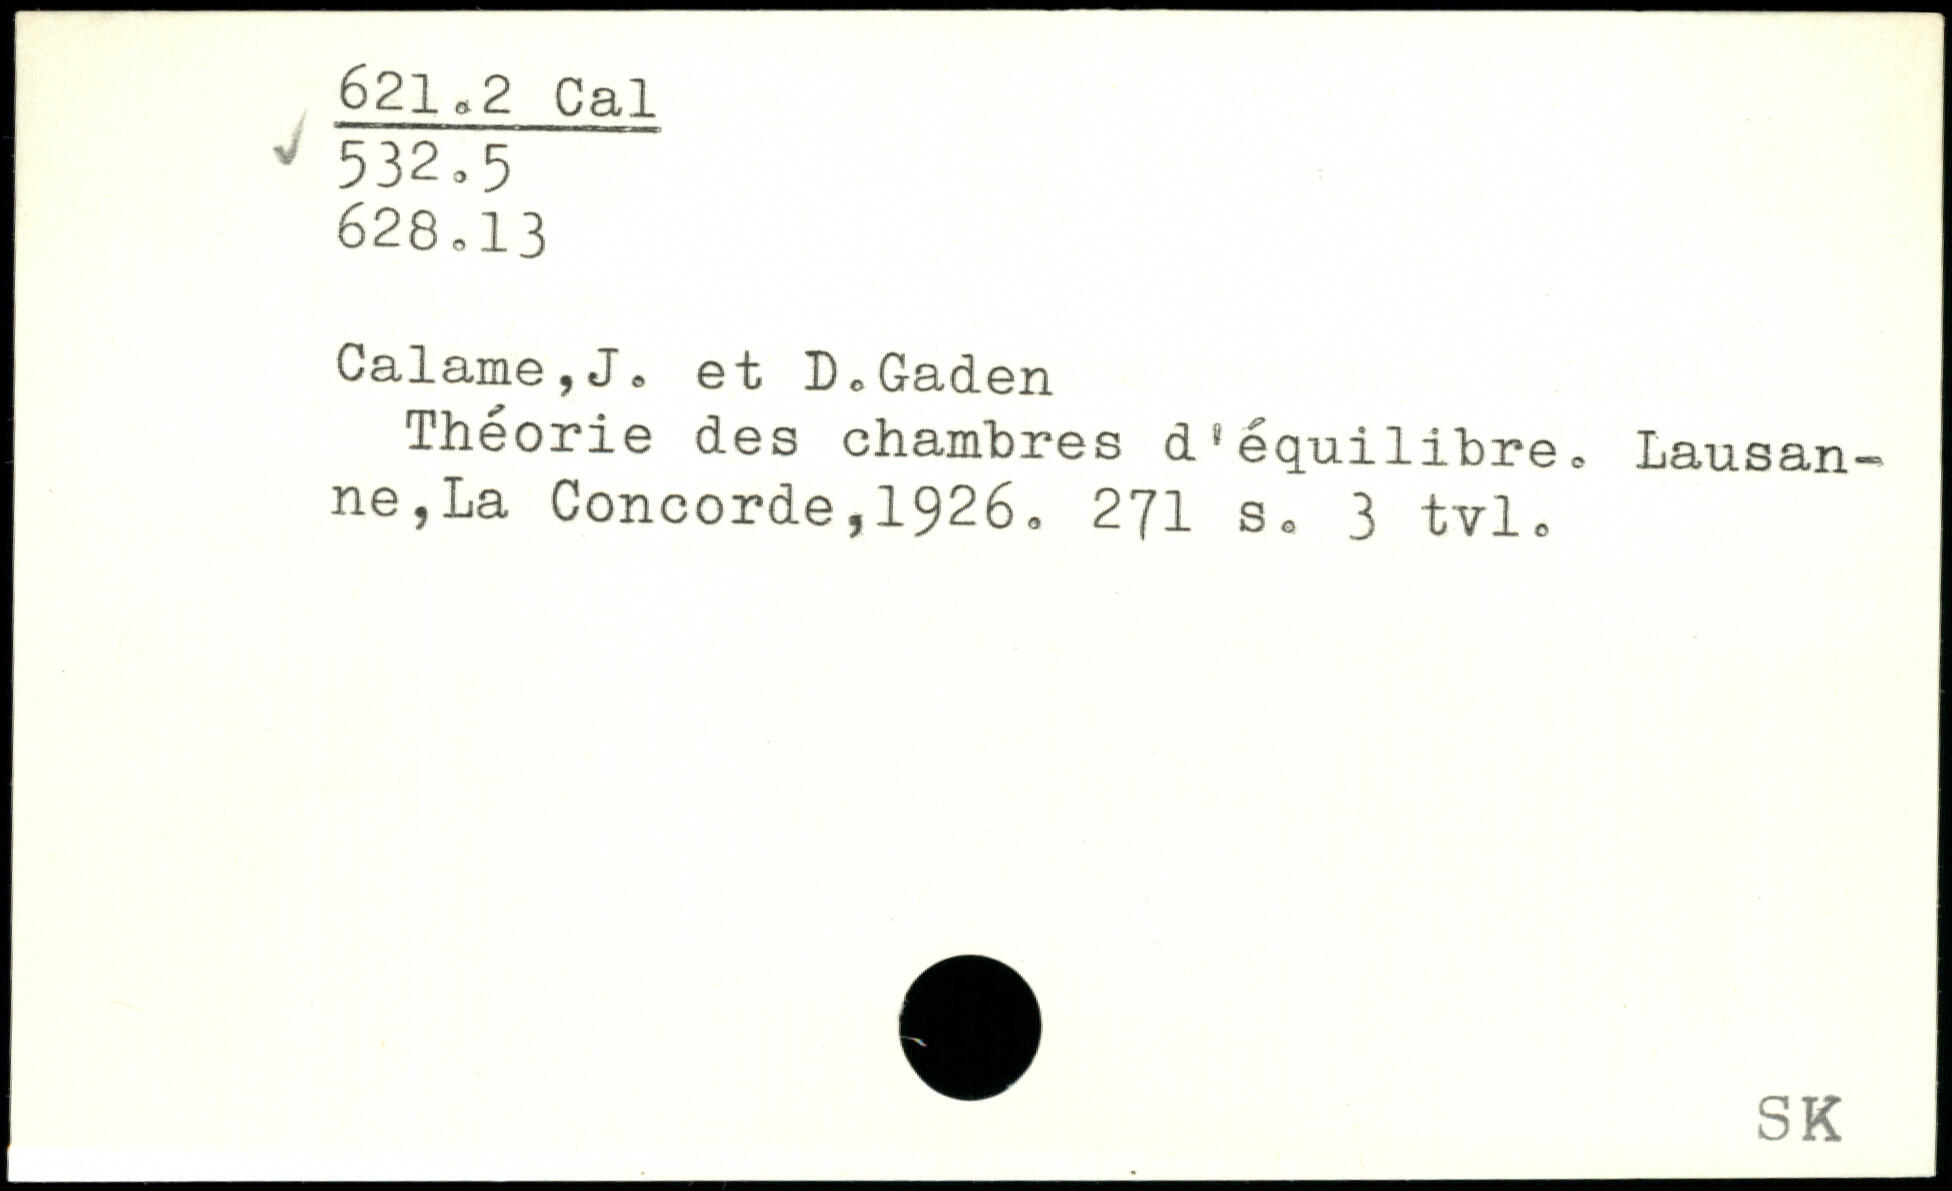 621.2 Cal
532.5
628.13
Calame,J. et D.Gaden
Théorie des chambres d'équilibre. Lausan-
ne,La Concorde,1926. 271 s. 3 tvl.
SK